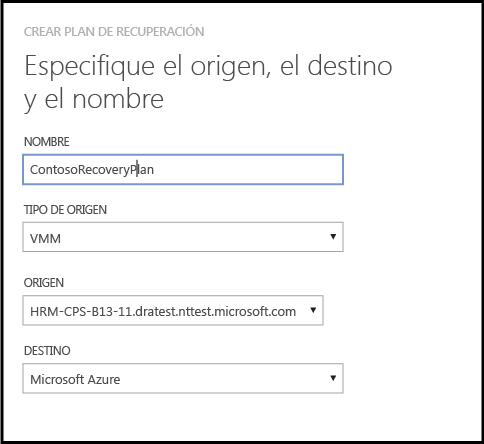 CREAR PLAN DE RECUPERACIÓN
Especifique el origen, el destino
y el nombre
NOMBRE
ContosoRecoveryPlan
TIPO DE ORIGEN
VMM
ORIGEN
HRM-CPS-B13-11.dratest.nttest.microsoft.com
DESTINO
Microsoft Azure